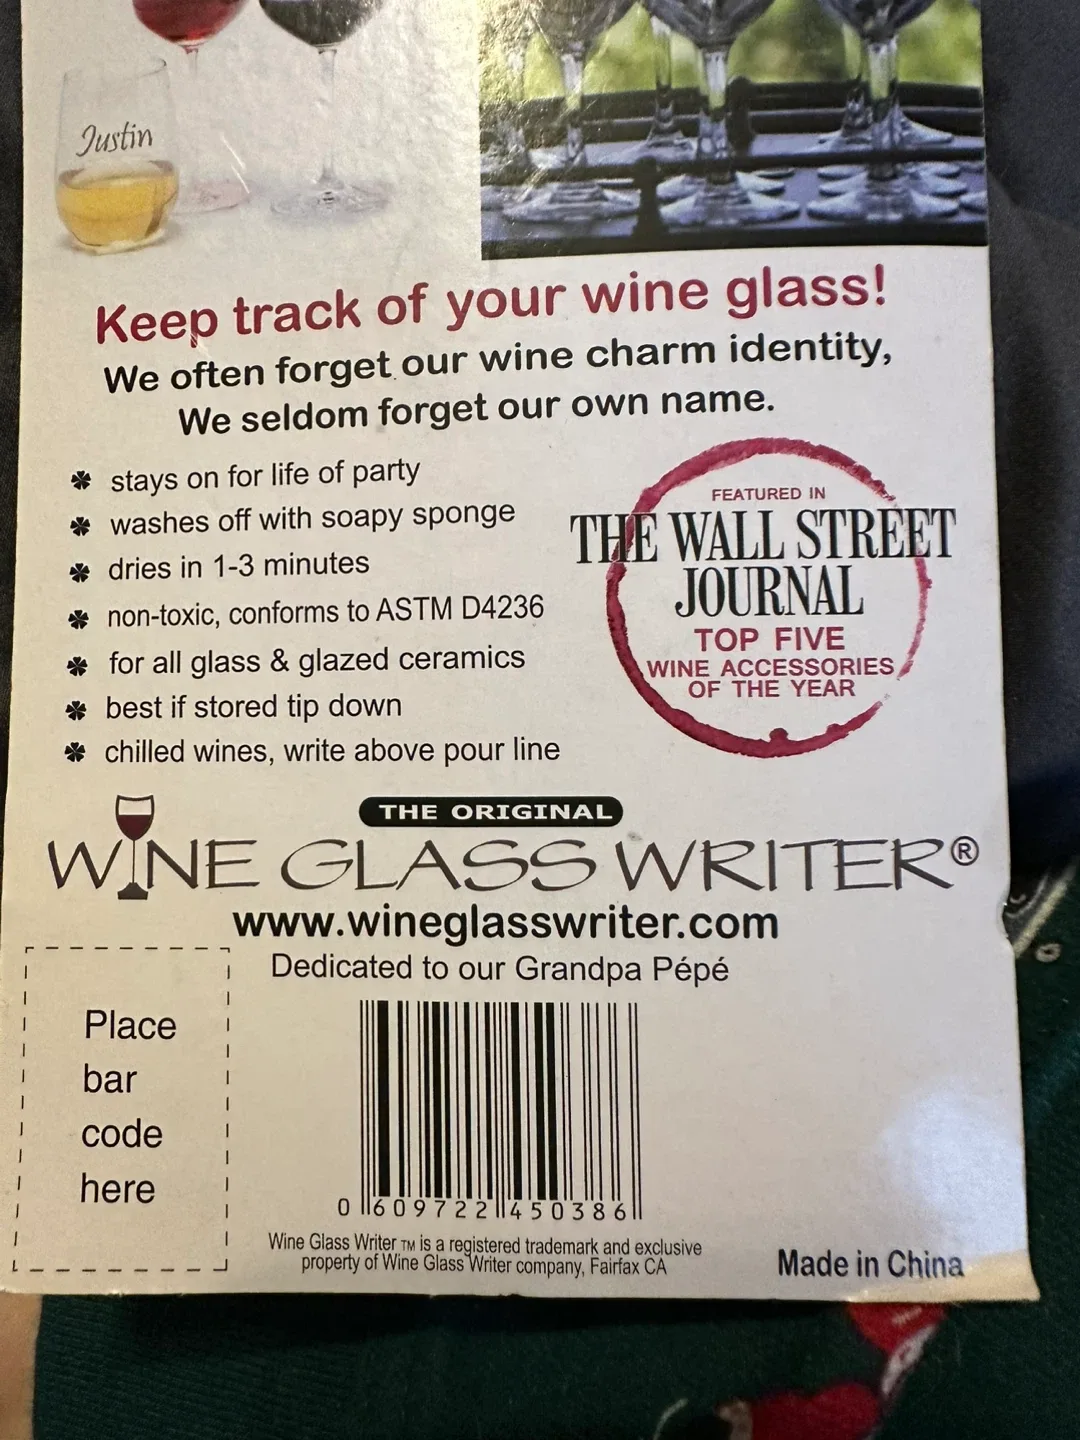 Justin
Keep track of your wine glass!
We often forget our wine charm identity,
We seldom forget our own name.
stays on for life of party
washes off with soapy sponge
dries in 1-3 minutes
non-toxic, conforms to ASTM D4236
for all glass & glazed ceramics
best if stored tip down
chilled wines, write above pour line
FEATURED IN
THE WALL STREET
JOURNAL
TOP FIVE
WINE ACCESSORIES
OF THE YEAR
THE ORIGINAL
WINE GLASS WRITER®
www.wineglasswriter.com
Dedicated to our Grandpa Pépé
Place
bar
code
here
0 609722 450386
Wine Glass Writer TM is a registered trademark and exclusive
property of Wine Glass Writer company, Fairfax CA
Made in China